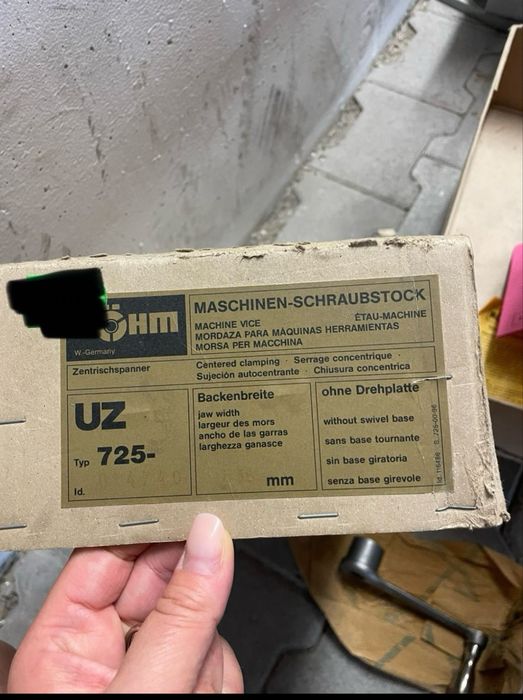 ÖHM
W.-Germany
MASCHINEN-SCHRAUBSTOCK
MACHINE VICE ÉTAU-MACHINE
MORDAZA PARA MÁQUINAS HERRAMIENTAS
MORSA PER MACCHINA
Zentrischspanner
Centered clamping · Serrage concentrique ·
Sujeción autocentrante · Chiusura concentrica
UZ
Typ 725-
Id.
Backenbreite
jaw width
largeur des mors
ancho de las garras
larghezza ganasce
mm
ohne Drehplatte
without swivel base
sans base tournante
sin base giratoria
senza base girevole